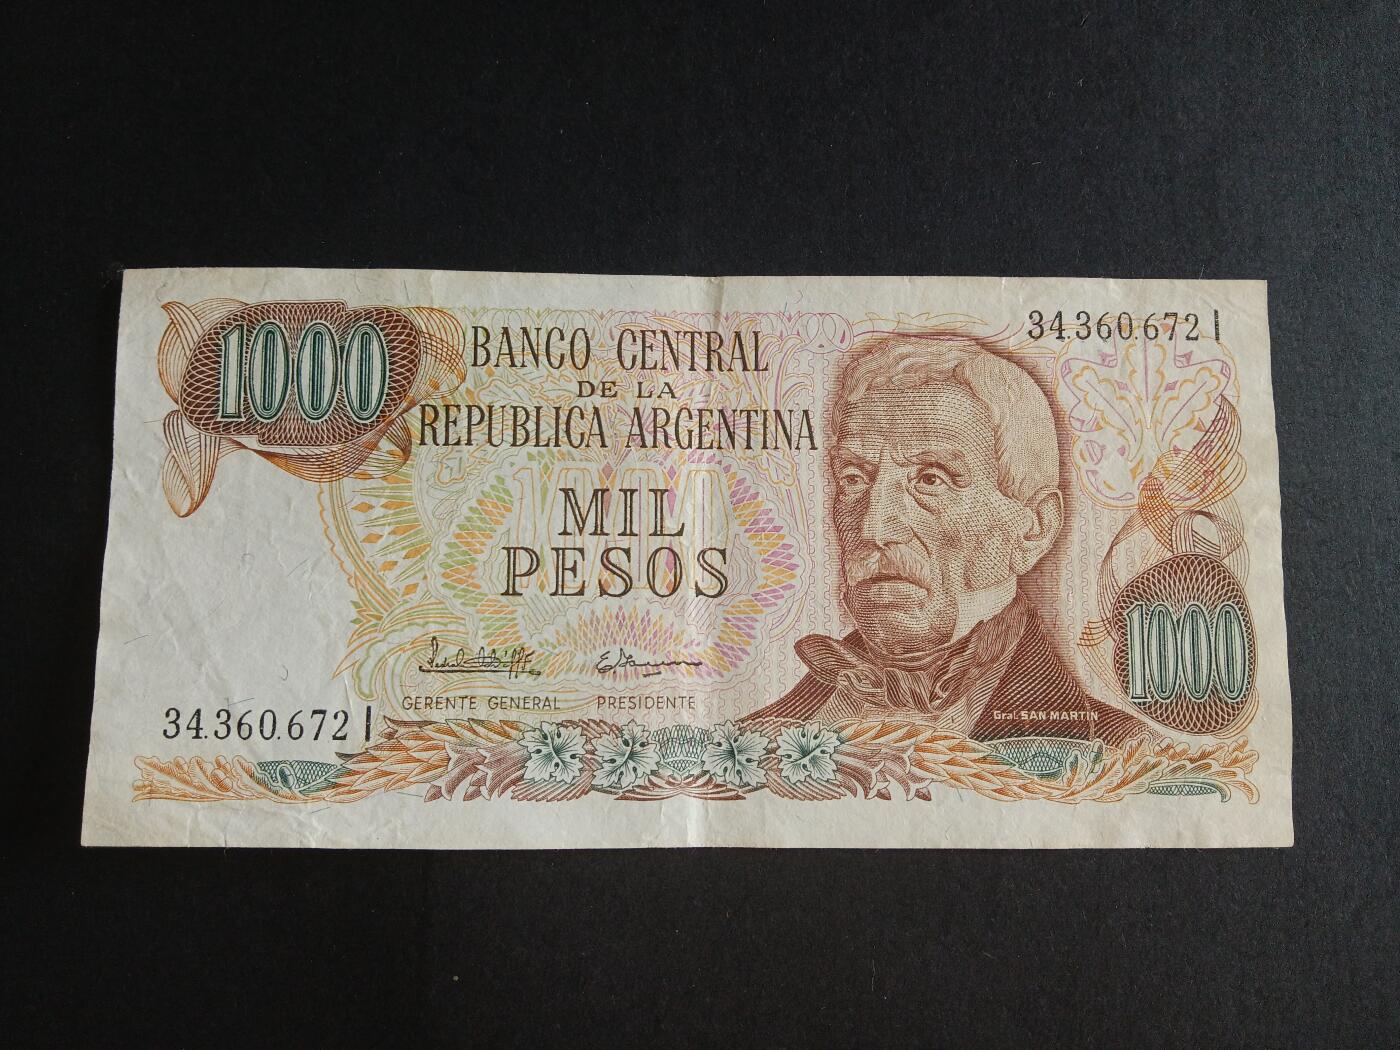 1000
BANCO CENTRAL
DE LA
REPUBLICA ARGENTINA
34.360.672 I
MIL
PESOS
GERENTE GENERAL PRESIDENTE
34.360.672 I
Gral. SAN MARTIN
1000